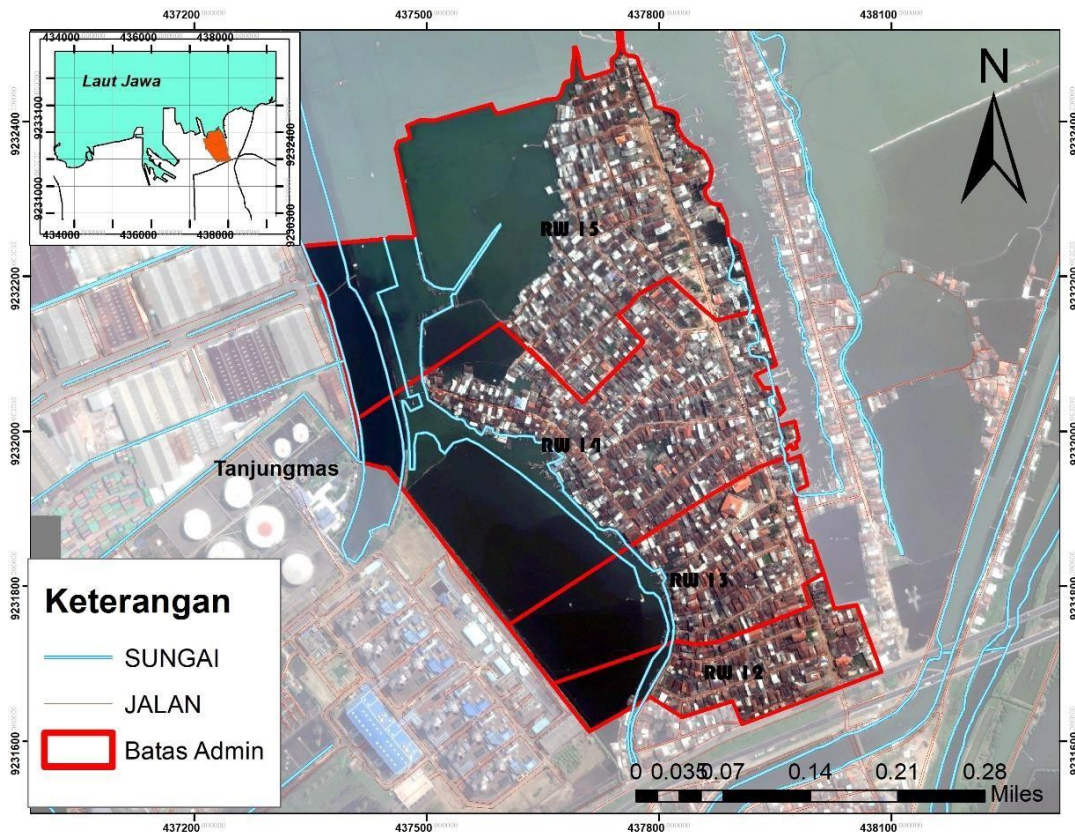 437200 437500 437800 438100
434000 436000 438000
Laut Jawa
9233100
9231000
9232400
9230300
434000 436000 438000
N
9232400 9232400
9232200 9232200
9232000 9232000
9231800 9231800
9231600 9231600
RW 15
RW 14
Tanjungmas
RW 13
RW 12
Keterangan
SUNGAI
JALAN
Batas Admin
0 0.035 0.07 0.14 0.21 0.28
Miles
437200 437500 437800 438100